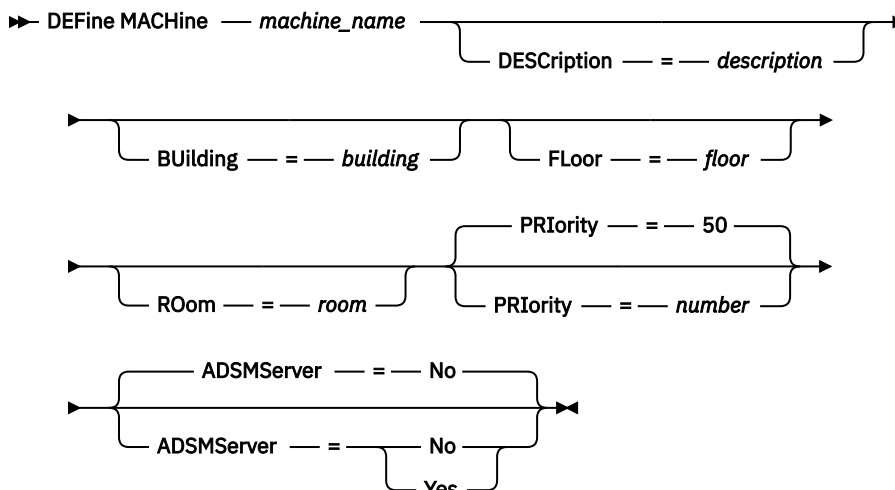 DEFine MACHine machine_name
DESCription = description
BUilding = building FLoor = floor
PRIority = 50
ROom = room PRIority = number
ADSMServer = No
ADSMServer = No
Yes